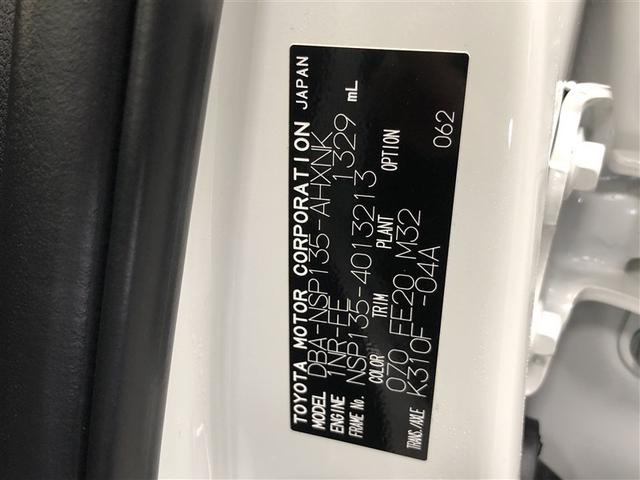 TOYOTA MOTOR CORPORATION JAPAN
MODEL DBA-NSP135-AHXNK
ENGINE 1NR-FE 1329 mL
FRAME No. NSP135-4013213
COLOR TRIM PLANT OPTION
070 FE20 M32
TRANS./AXLE K310F -04A 062